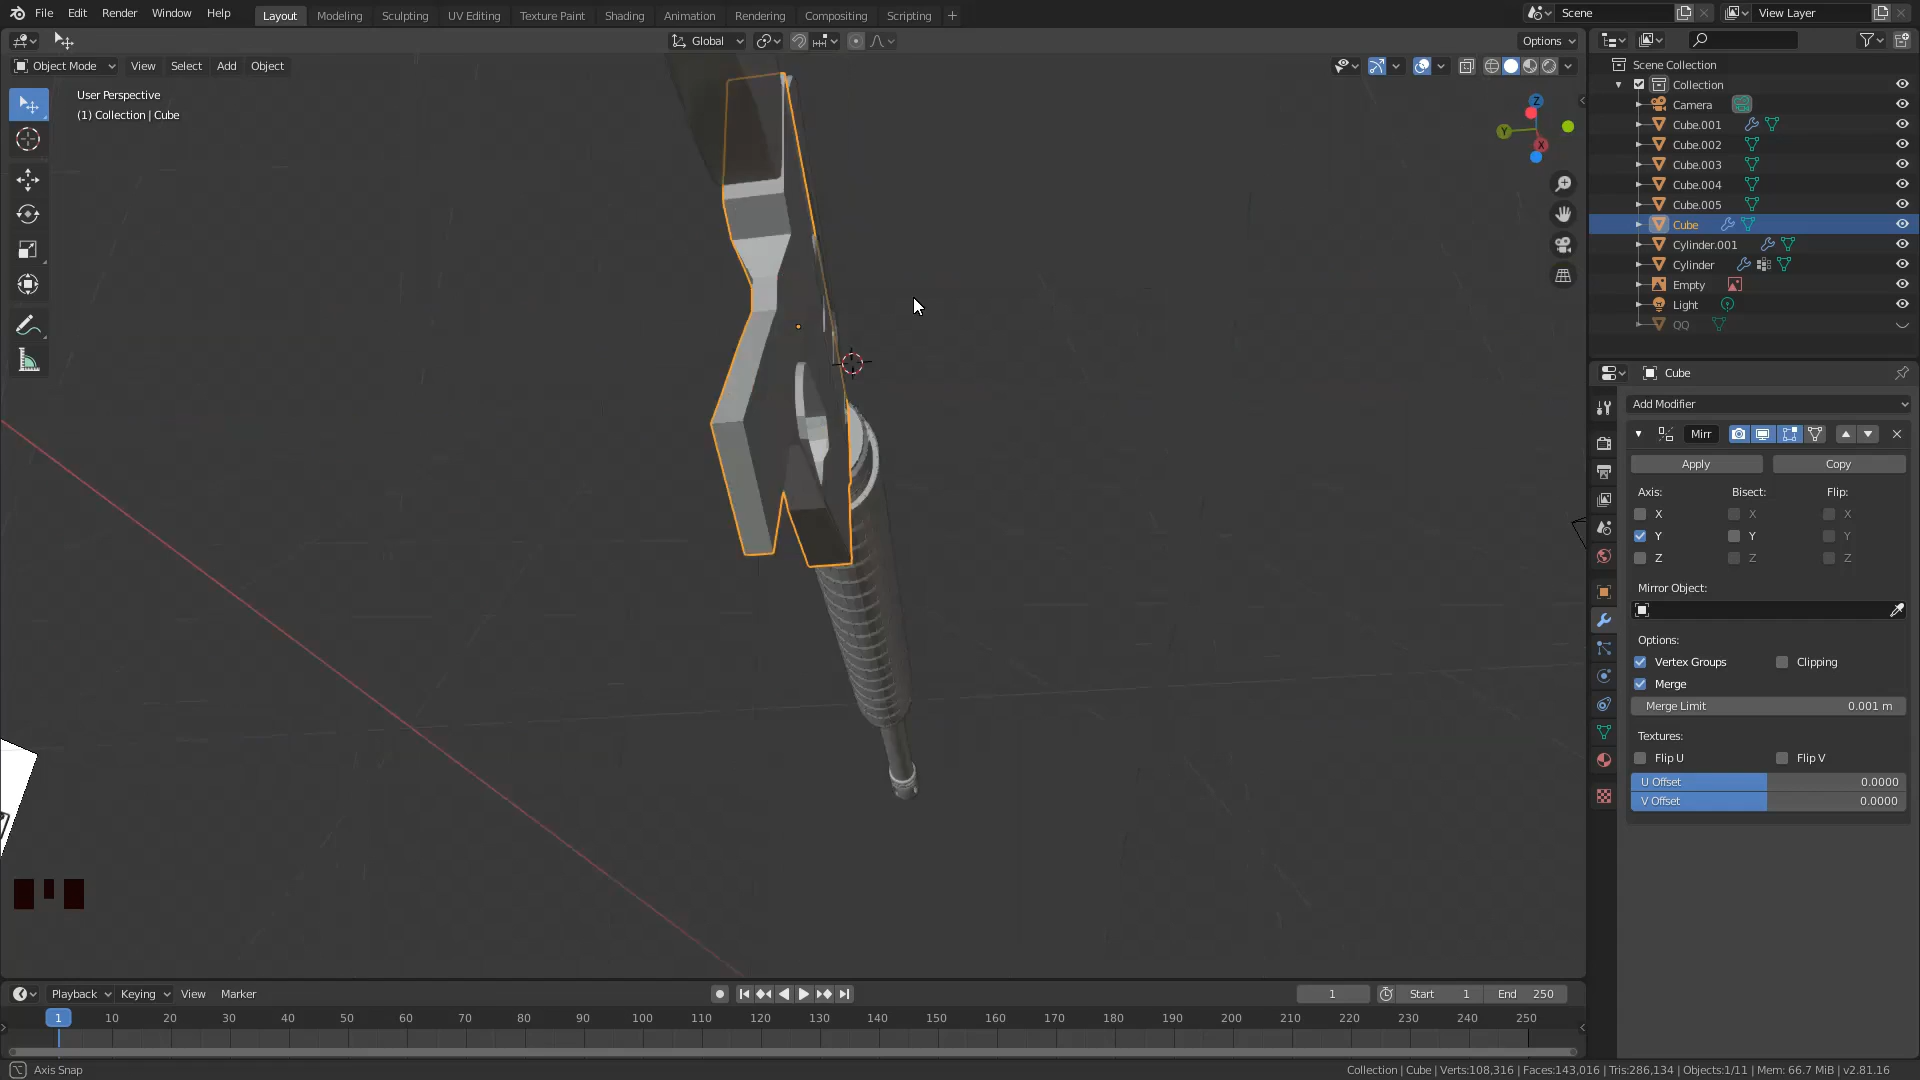 File Edit Render Window Help Layout Modeling Sculpting UV Editing Texture Paint Shading Animation Rendering Compositing Scripting Scene View Layer
Global Options
Object Mode View Select Add Object
User Perspective
(1) Collection | Cube
Z
Y
X
Scene Collection
Collection
Camera
Cube.001
Cube.002
Cube.003
Cube.004
Cube.005
Cube
Cylinder.001
Cylinder
Empty
Light
QQ
Cube
Add Modifier
Mirr
Apply Copy
Axis: Bisect: Flip:
X X X
Y Y Y
Z Z Z
Mirror Object:
Options:
Vertex Groups Clipping
Merge
Merge Limit 0.001 m
Textures:
Flip U Flip V
U Offset 0.0000
V Offset 0.0000
Playback Keying View Marker 1 Start 1 End 250
1 10 20 30 40 50 60 70 80 90 100 110 120 130 140 150 160 170 180 190 200 210 220 230 240 250
Axis Snap Collection | Cube | Verts:108,316 | Faces:143,016 | Tris:286,134 | Objects:1/11 | Mem: 66.7 MiB | v2.81.16